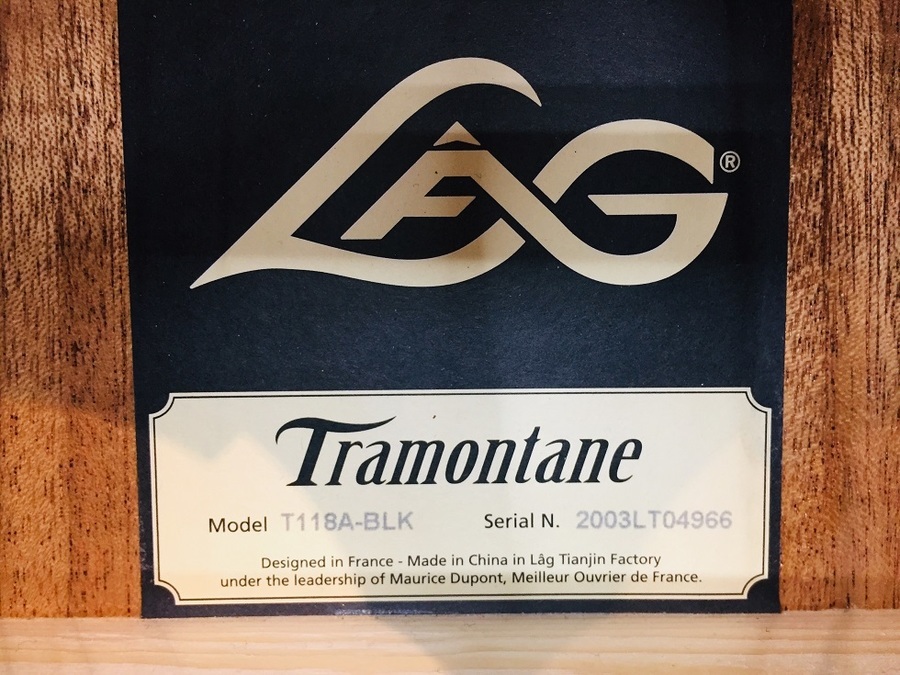 LÂG®
Tramontane
Model T118A-BLK Serial N. 2003LT04966
Designed in France - Made in China in Lâg Tianjin Factory
under the leadership of Maurice Dupont, Meilleur Ouvrier de France.